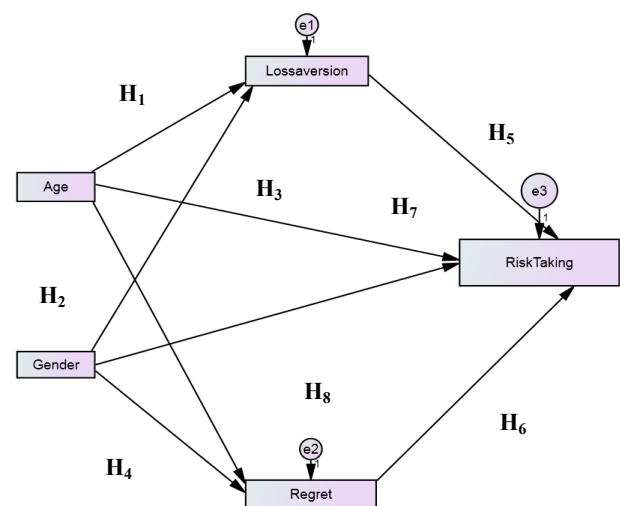 e1
1
Lossaversion
H₁
H₅
Age
H₃
H₇
e3
1
RiskTaking
H₂
Gender
H₈
H₆
e2
1
H₄
Regret